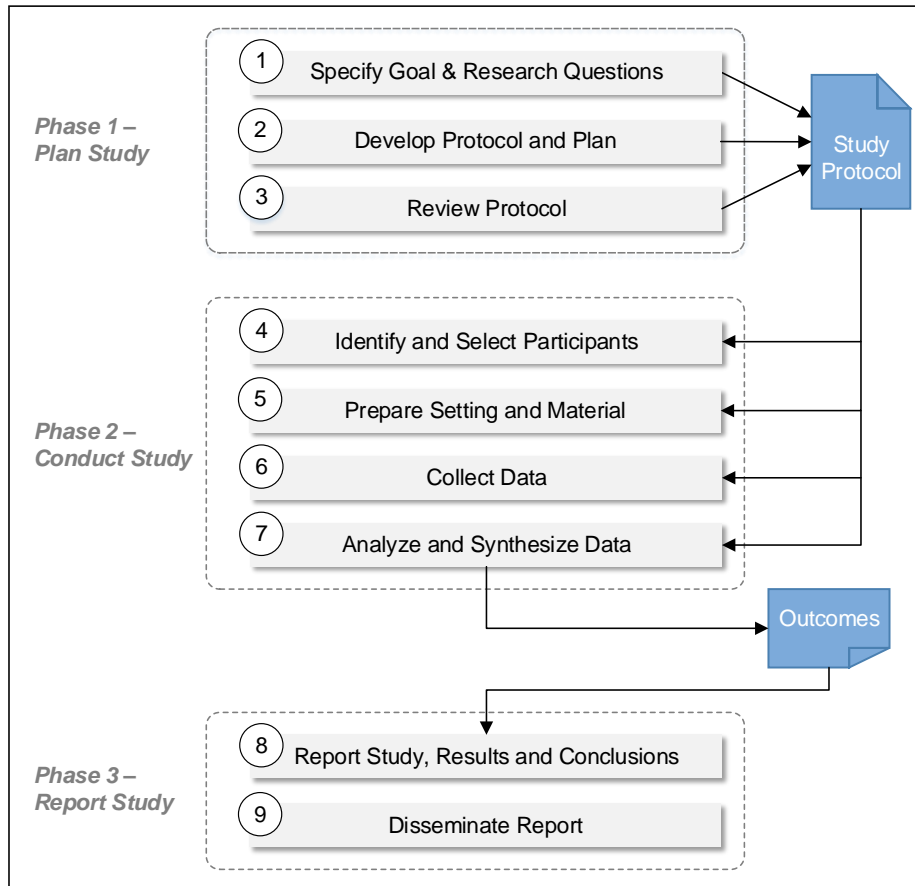 Phase 1 –
Plan Study
1
Specify Goal & Research Questions
2
Develop Protocol and Plan
3
Review Protocol
Study
Protocol
Phase 2 –
Conduct Study
4
Identify and Select Participants
5
Prepare Setting and Material
6
Collect Data
7
Analyze and Synthesize Data
Outcomes
Phase 3 –
Report Study
8
Report Study, Results and Conclusions
9
Disseminate Report